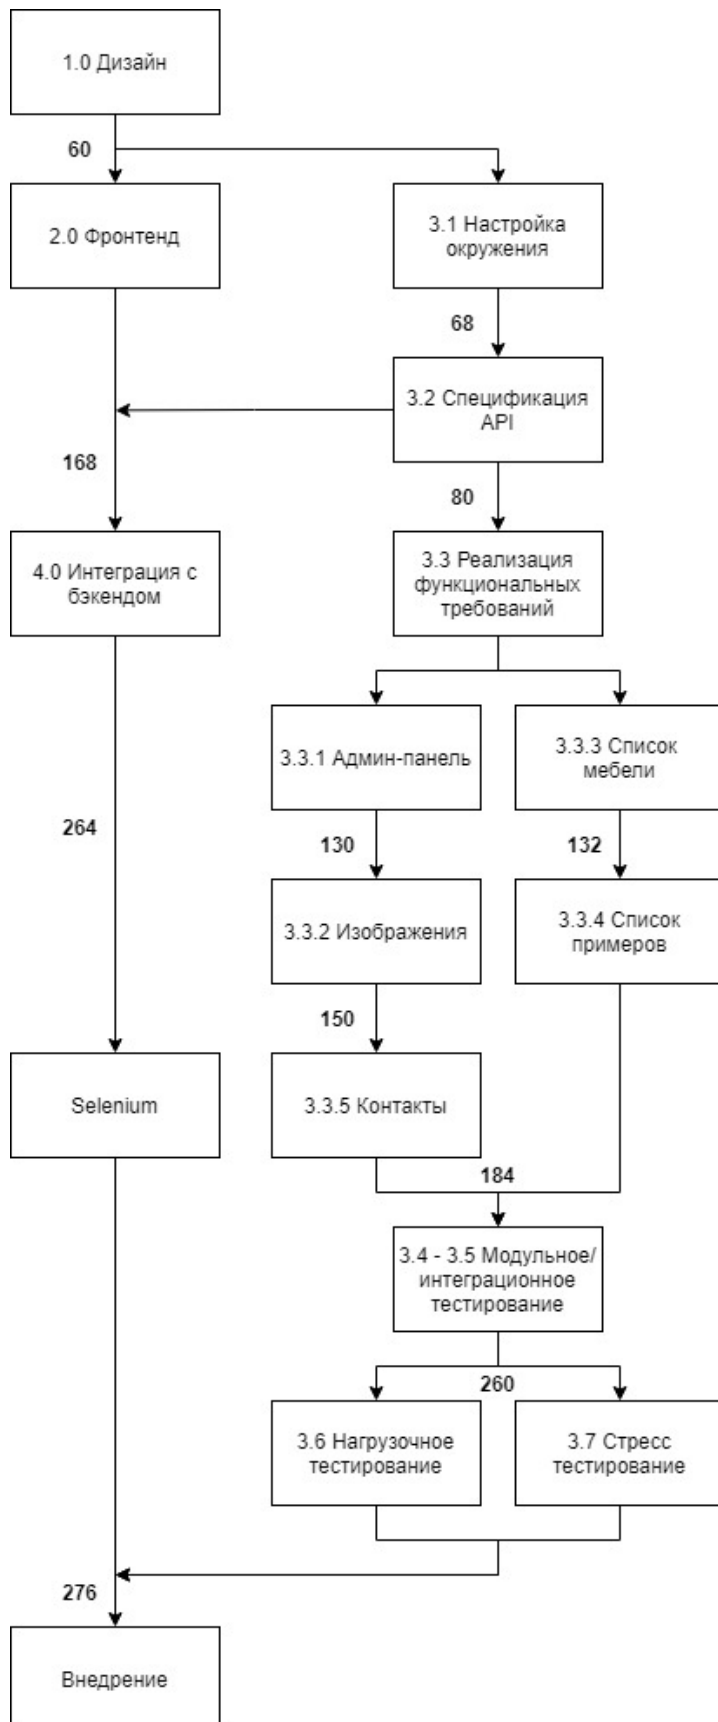 1.0 Дизайн
60
2.0 Фронтенд
3.1 Настройка
окружения
68
3.2 Спецификация
API
168
80
4.0 Интеграция с
бэкендом
3.3 Реализация
функциональных
требований
3.3.1 Админ-панель
3.3.3 Список
мебели
264
130
132
3.3.2 Изображения
3.3.4 Список
примеров
150
Selenium
3.3.5 Контакты
184
3.4 - 3.5 Модульное/
интеграционное
тестирование
260
3.6 Нагрузочное
тестирование
3.7 Стресс
тестирование
276
Внедрение